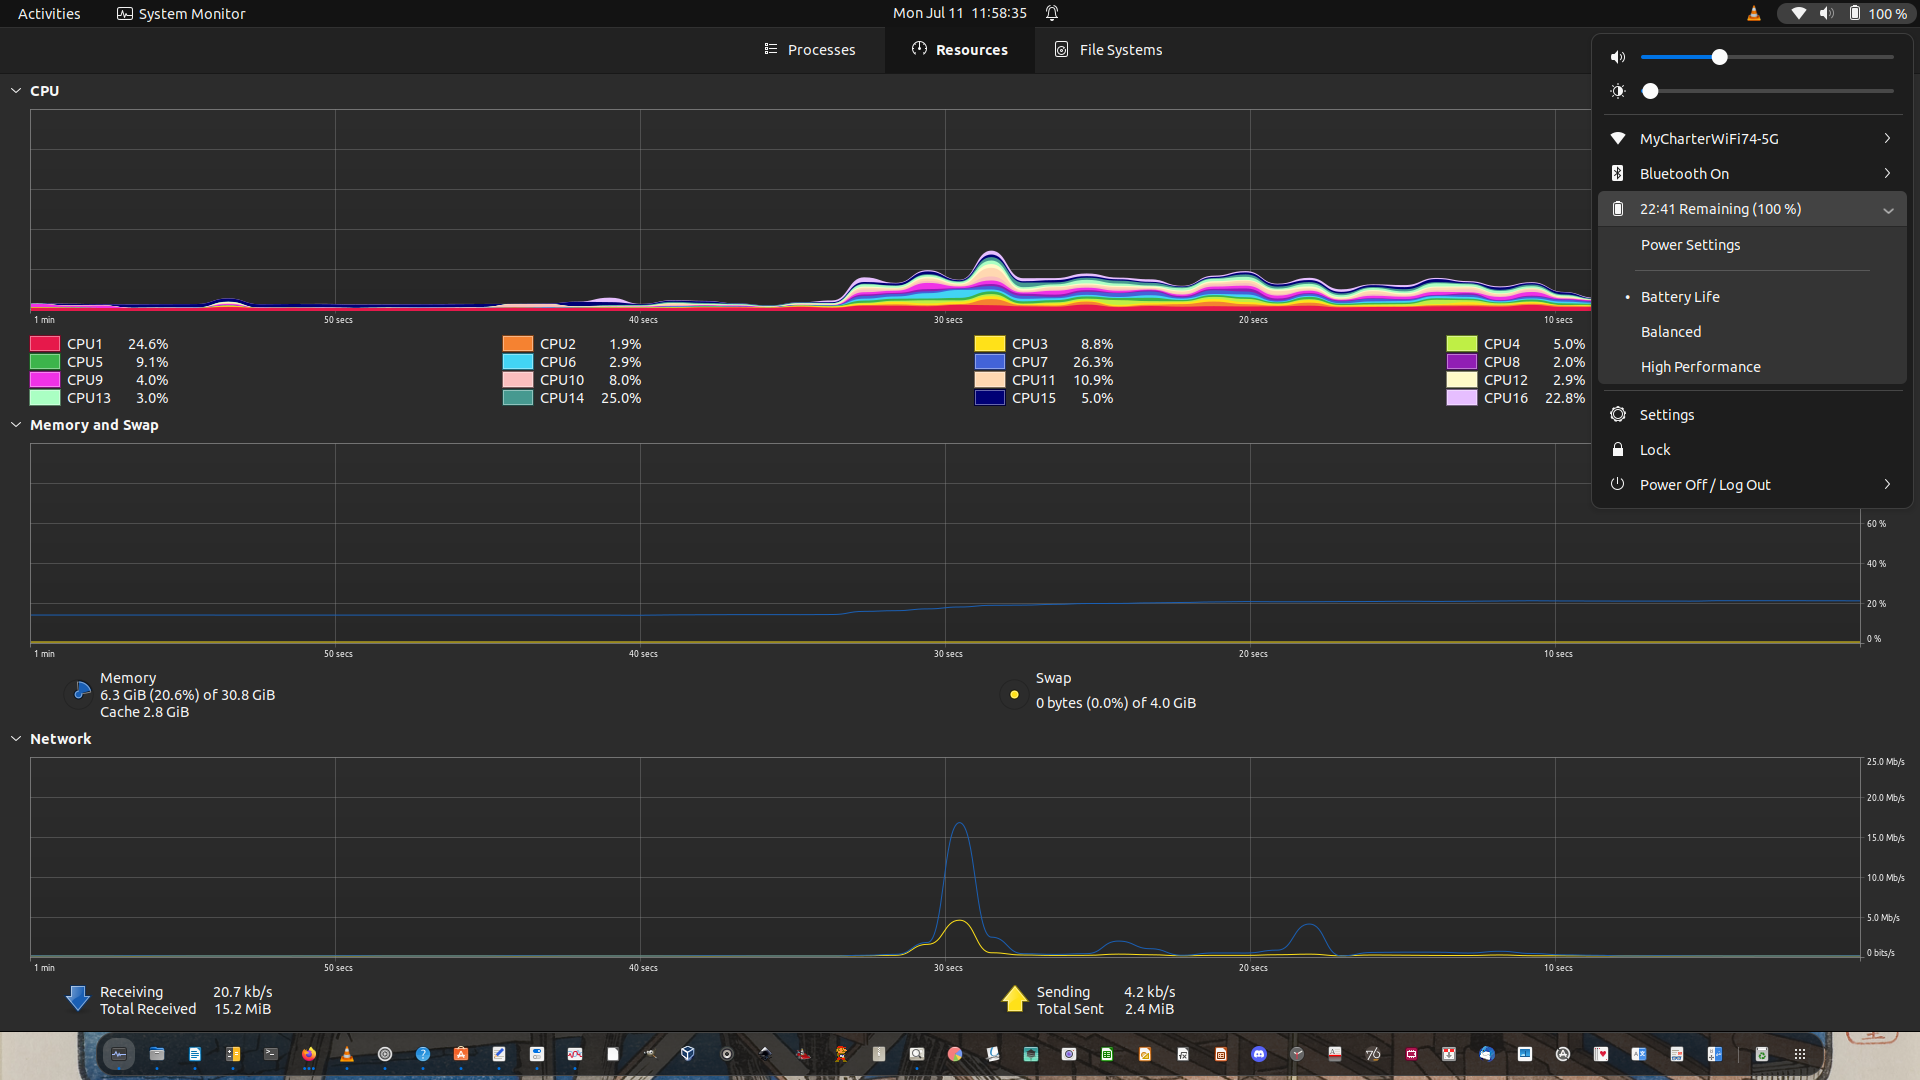 Activities System Monitor Mon Jul 11 11:58:35 100 %
Processes Resources File Systems
CPU
1 min 50 secs 40 secs 30 secs 20 secs 10 secs
CPU1 24.6% CPU2 1.9% CPU3 8.8% CPU4 5.0%
CPU5 9.1% CPU6 2.9% CPU7 26.3% CPU8 2.0%
CPU9 4.0% CPU10 8.0% CPU11 10.9% CPU12 2.9%
CPU13 3.0% CPU14 25.0% CPU15 5.0% CPU16 22.8%
MyCharterWiFi74-5G
Bluetooth On
22:41 Remaining (100 %)
Power Settings
Battery Life
Balanced
High Performance
Settings
Lock
Power Off / Log Out
Memory and Swap
60 %
40 %
20 %
0 %
1 min 50 secs 40 secs 30 secs 20 secs 10 secs
Memory
6.3 GiB (20.6%) of 30.8 GiB
Cache 2.8 GiB
Swap
0 bytes (0.0%) of 4.0 GiB
Network
25.0 Mb/s
20.0 Mb/s
15.0 Mb/s
10.0 Mb/s
5.0 Mb/s
0 bits/s
1 min 50 secs 40 secs 30 secs 20 secs 10 secs
Receiving 20.7 kb/s
Total Received 15.2 MiB
Sending 4.2 kb/s
Total Sent 2.4 MiB